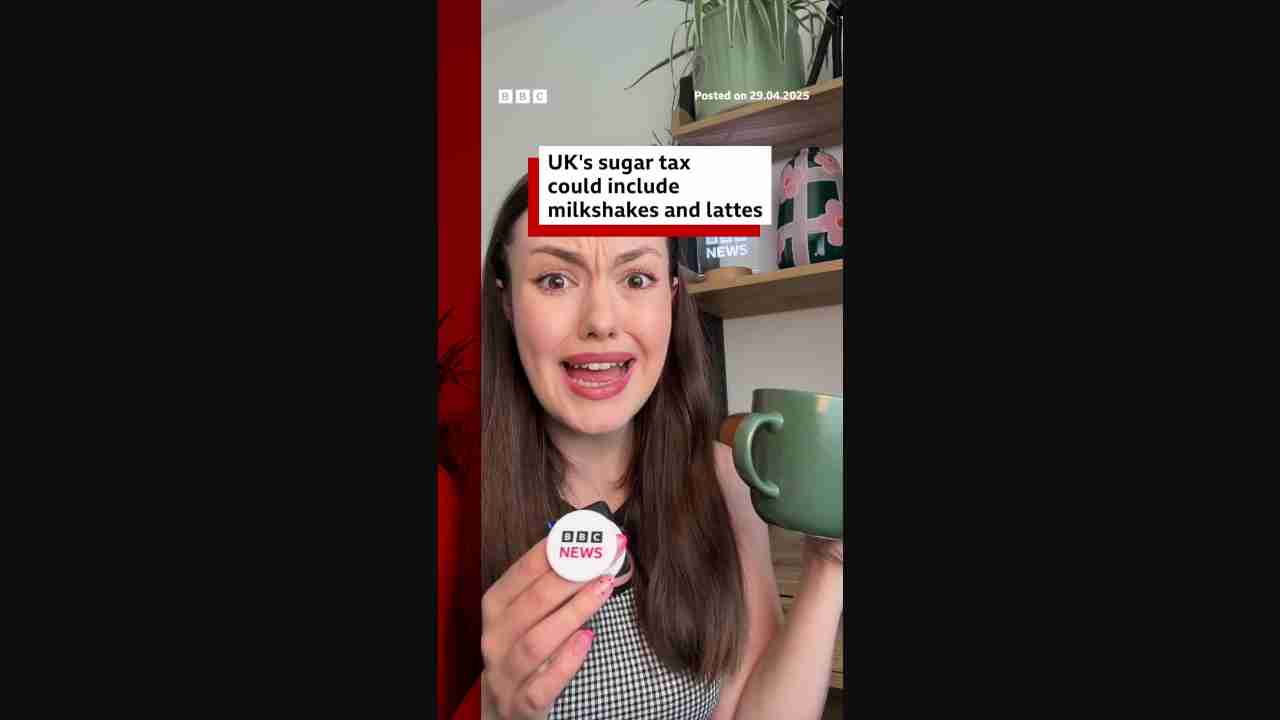 BBC
Posted on 29.04.2025
UK's sugar tax
could include
milkshakes and lattes
BBC
NEWS
BBC
NEWS